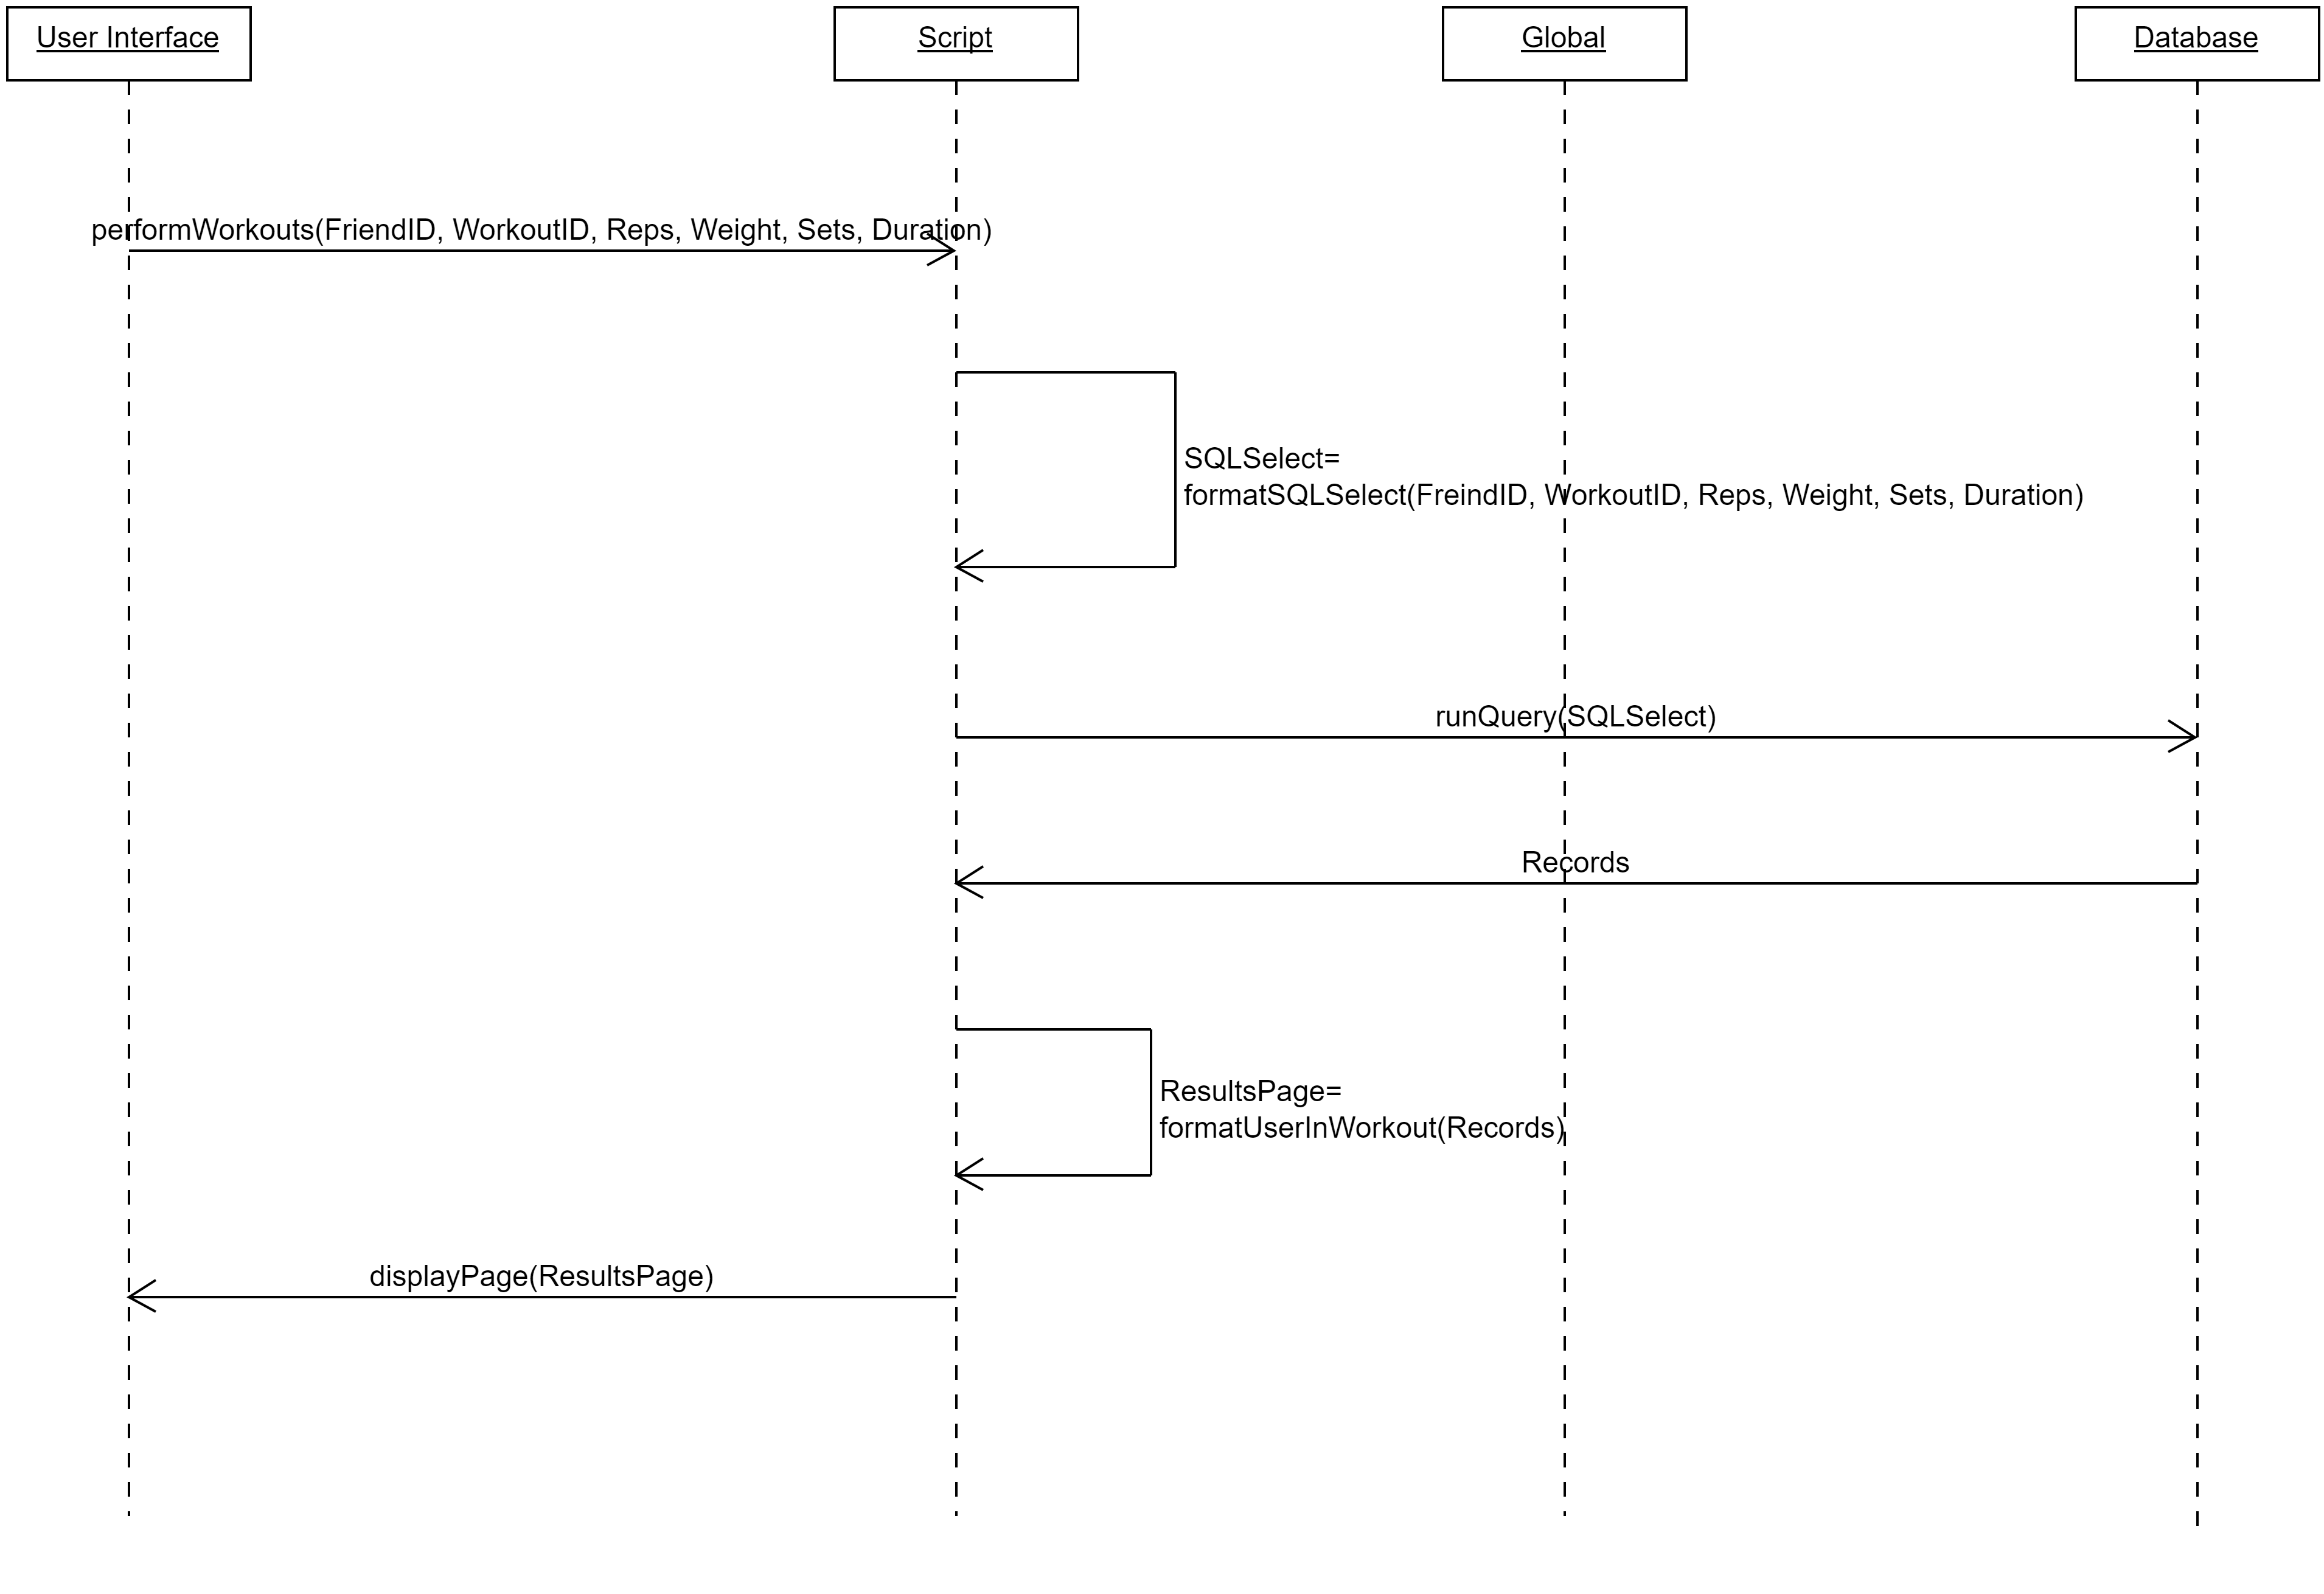 User Interface
Script
Global
Database
performWorkouts(FriendID, WorkoutID, Reps, Weight, Sets, Duration)
SQLSelect=
formatSQLSelect(FreindID, WorkoutID, Reps, Weight, Sets, Duration)
runQuery(SQLSelect)
Records
ResultsPage=
formatUserInWorkout(Records)
displayPage(ResultsPage)